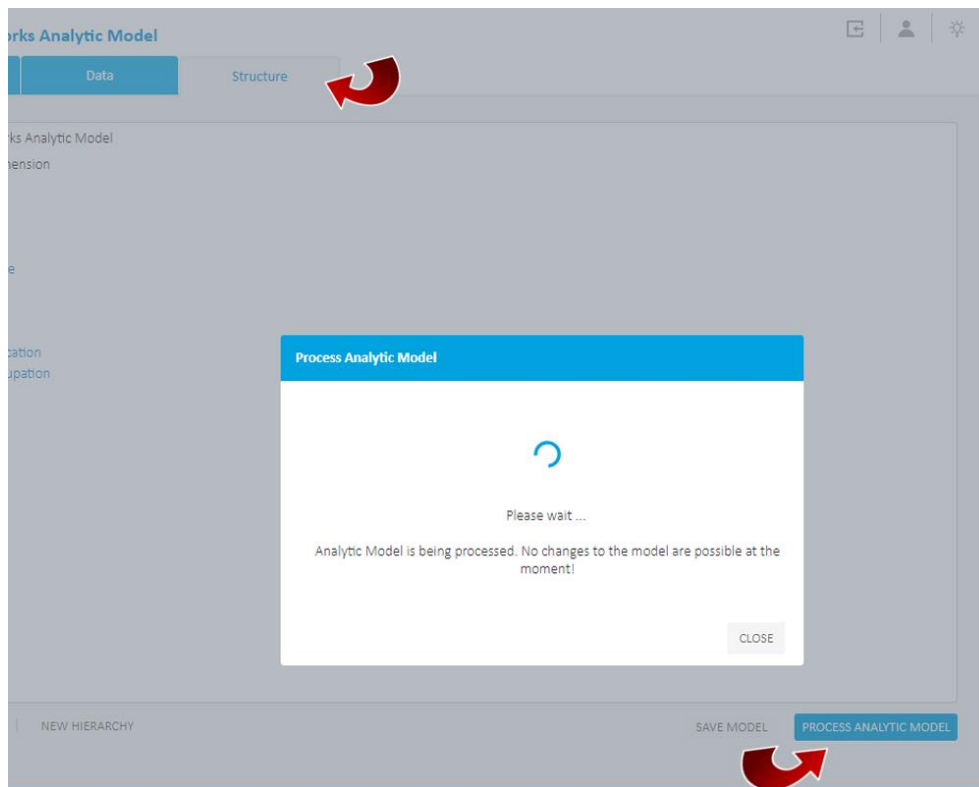 orks Analytic Model
Data
Structure
rks Analytic Model
nension
e
cation
upation
Process Analytic Model
Please wait ...
Analytic Model is being processed. No changes to the model are possible at the
moment!
CLOSE
NEW HIERARCHY
SAVE MODEL
PROCESS ANALYTIC MODEL